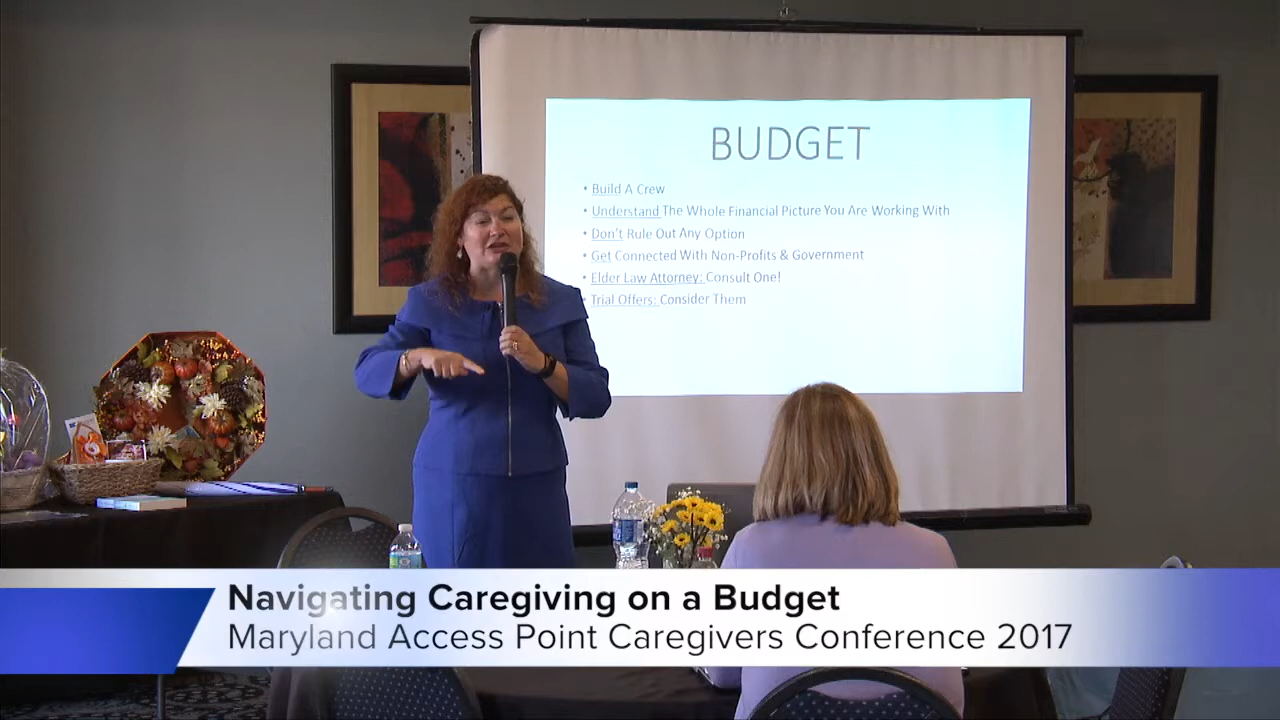 BUDGET
• Build A Crew
• Understand The Whole Financial Picture You Are Working With
• Don't Rule Out Any Option
• Get Connected With Non-Profits & Government
• Elder Law Attorney: Consult One!
• Trial Offers: Consider Them
Navigating Caregiving on a Budget
Maryland Access Point Caregivers Conference 2017